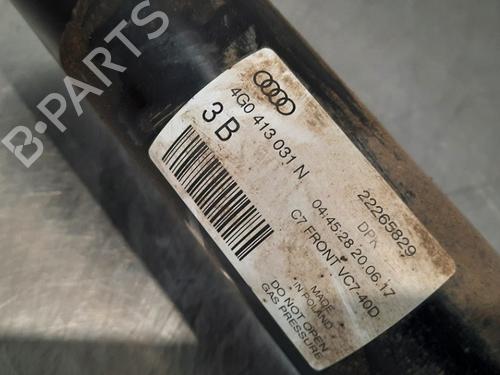 B-PARTS
4G0 413 031 N
3 B
22265829
DPK
04:45:28 20.06.17
C7 FRONT VC7-40D
MADE
IN POLAND
DO NOT OPEN
GAS PRESSURE